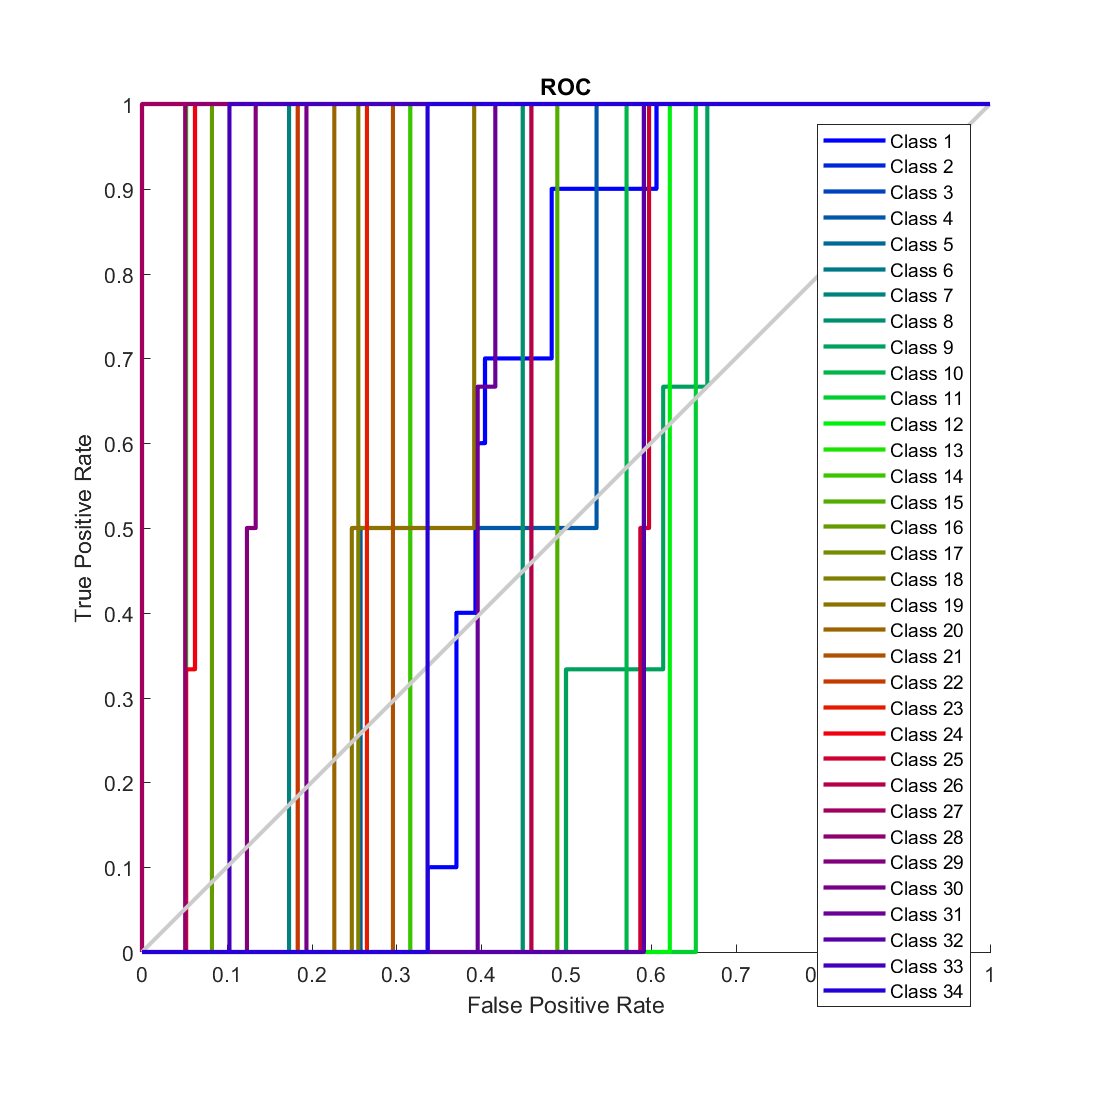 ROC
1
0.9
0.8
0.7
0.6
0.5
0.4
0.3
0.2
0.1
0
True Positive Rate
0 0.1 0.2 0.3 0.4 0.5 0.6 0.7 0 1
False Positive Rate
Class 1
Class 2
Class 3
Class 4
Class 5
Class 6
Class 7
Class 8
Class 9
Class 10
Class 11
Class 12
Class 13
Class 14
Class 15
Class 16
Class 17
Class 18
Class 19
Class 20
Class 21
Class 22
Class 23
Class 24
Class 25
Class 26
Class 27
Class 28
Class 29
Class 30
Class 31
Class 32
Class 33
Class 34